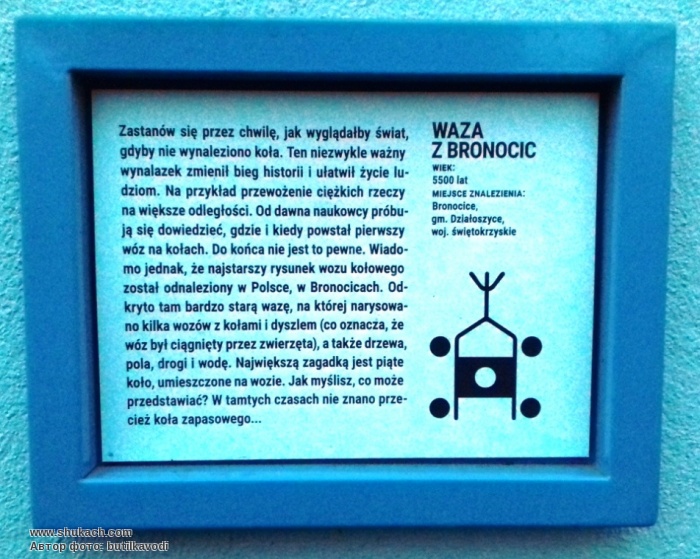 Zastanów się przez chwilę, jak wyglądałby świat,
gdyby nie wynaleziono koła. Ten niezwykle ważny
wynalazek zmienił bieg historii i ułatwił życie lu-
dziom. Na przykład przewożenie ciężkich rzeczy
na większe odległości. Od dawna naukowcy próbu-
ją się dowiedzieć, gdzie i kiedy powstał pierwszy
wóz na kołach. Do końca nie jest to pewne. Wiado-
mo jednak, że najstarszy rysunek wozu kołowego
został odnaleziony w Polsce, w Bronocicach. Od-
kryto tam bardzo starą wazę, na której narysowa-
no kilka wozów z kołami i dyszlem (co oznacza, że
wóz był ciągnięty przez zwierzęta), a także drzewa,
pola, drogi i wodę. Największą zagadką jest piąte
koło, umieszczone na wozie. Jak myślisz, co może
przedstawiać? W tamtych czasach nie znano prze-
cież koła zapasowego...
WAZA
Z BRONOCIC
WIEK:
5500 lat
MIEJSCE ZNALEZIENIA:
Bronocice,
gm. Działoszyce,
woj. świętokrzyskie
www.shukach.com
Автор фото: butilkavodi